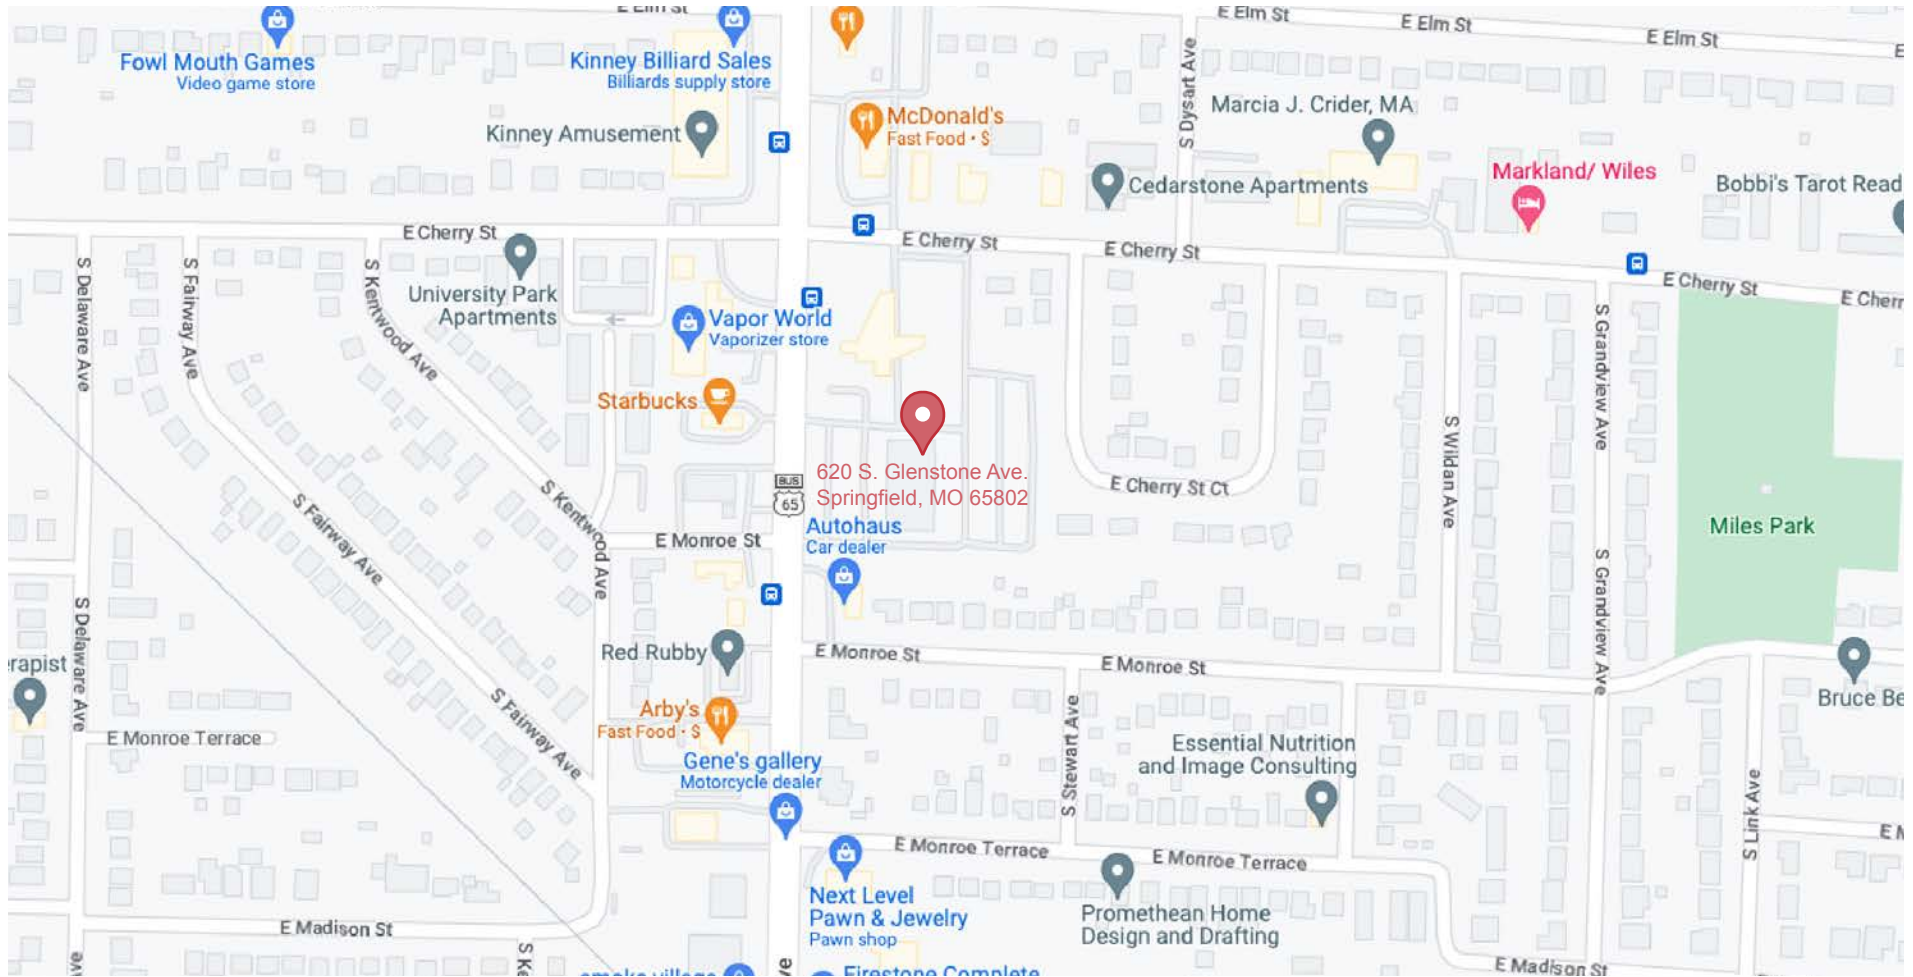 E Elm St
E Elm St
E Elm St
E Elm St
Fowl Mouth Games
Video game store
Kinney Billiard Sales
Billiards supply store
Kinney Amusement
McDonald's
Fast Food · $
S Dysart Ave
Marcia J. Crider, MA
Cedarstone Apartments
Markland/ Wiles
Bobbi's Tarot Read
E Cherry St
E Cherry St
E Cherry St
E Cherry St
E Cherr
S Delaware Ave
S Fairway Ave
S Kentwood Ave
University Park
Apartments
Vapor World
Vaporizer store
Starbucks
620 S. Glenstone Ave.
Springfield, MO 65802
BUS
65
Autohaus
Car dealer
E Cherry St Ct
S Wildan Ave
S Grandview Ave
Miles Park
S Kentwood Ave
S Fairway Ave
E Monroe St
S Delaware Ave
S Grandview Ave
erapist
Red Rubby
E Monroe St
E Monroe St
Bruce Be
S Fairway Ave
Arby's
Fast Food · $
E Monroe Terrace
Gene's gallery
Motorcycle dealer
S Stewart Ave
Essential Nutrition
and Image Consulting
S Link Ave
E M
E Monroe Terrace
E Monroe Terrace
Next Level
Pawn & Jewelry
Pawn shop
Promethean Home
Design and Drafting
E Madison St
S Ke
smoke village
ve
Firestone Complete
E Madison St